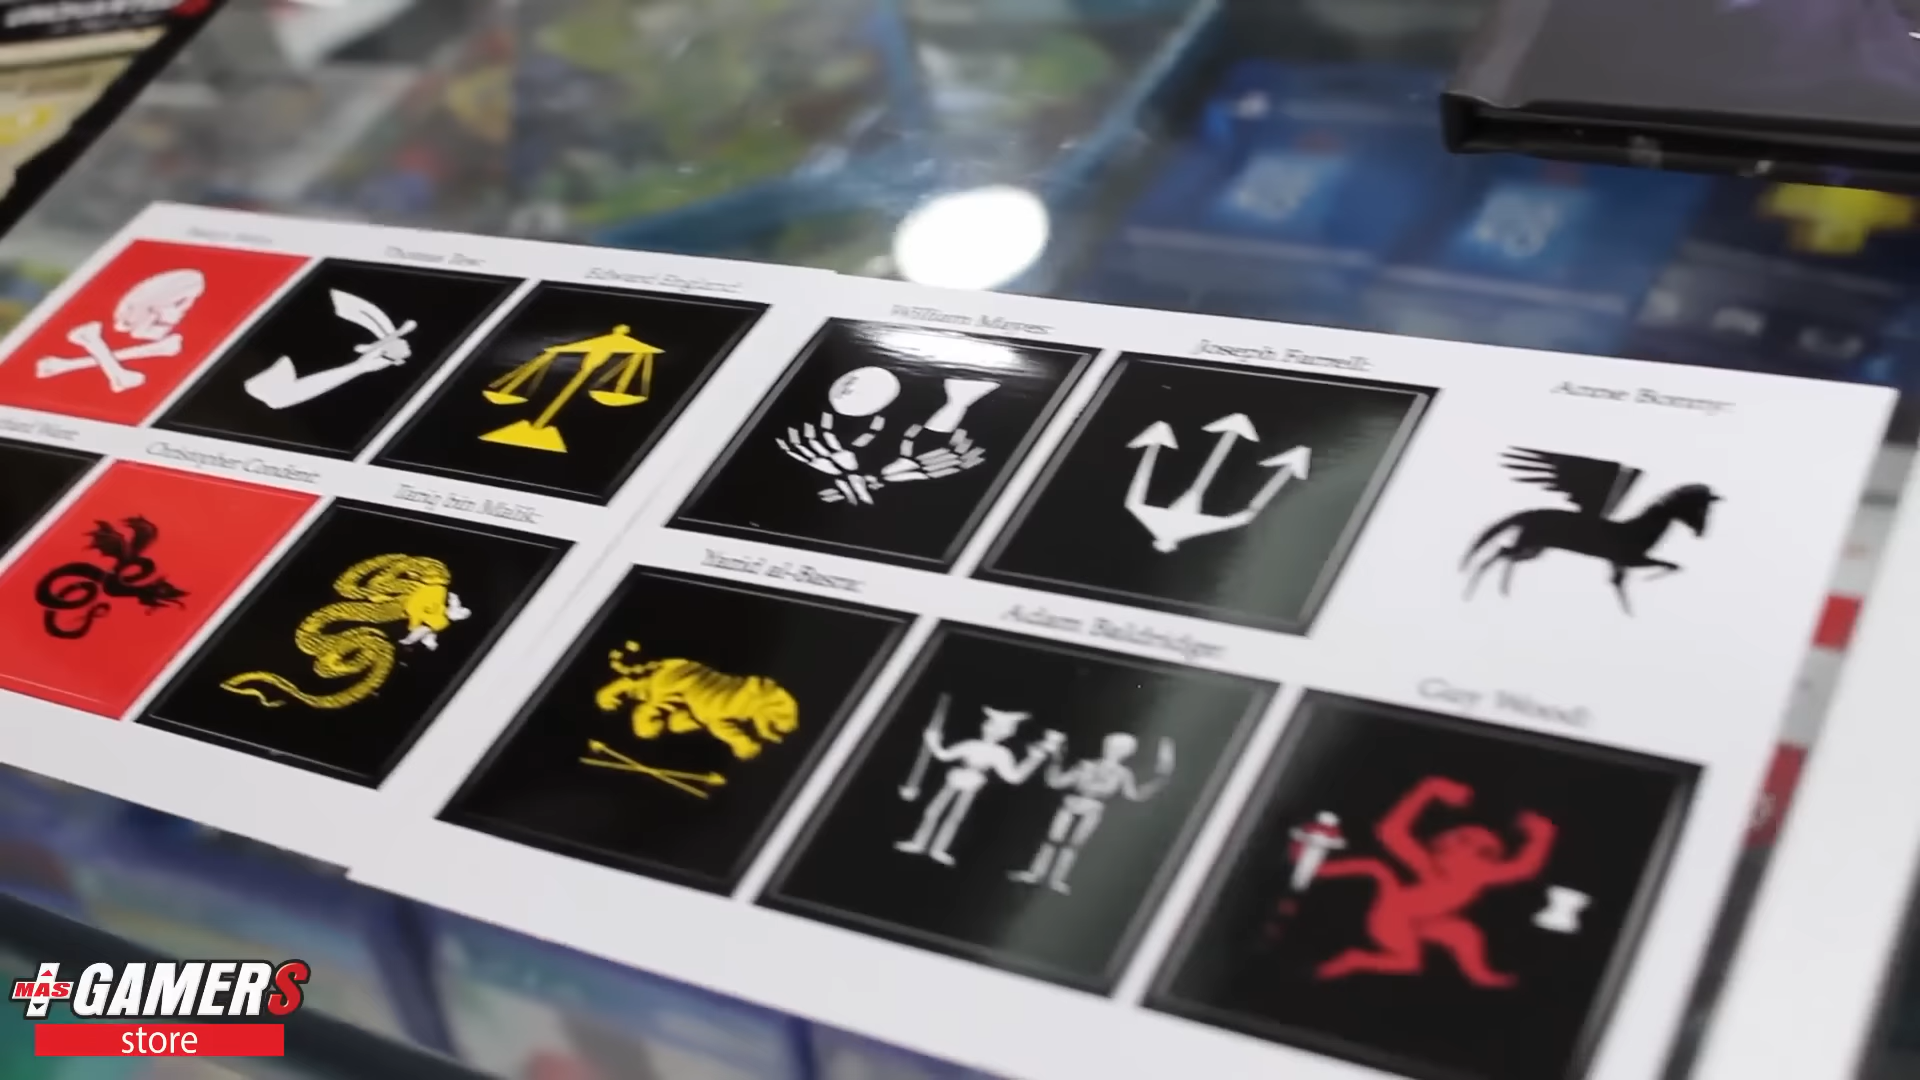 Thomas Tew:
Edward England:
William Mayes:
Joseph Farrell:
Anne Bonny:
Christopher Condent:
Tariq bin Malik:
Yazid al-Basra:
Adam Baldridge:
Guy Wood:
MÁS GAMERS
store